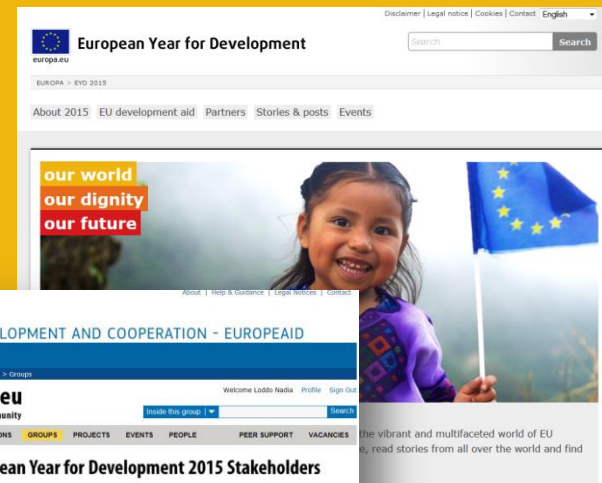 Disclaimer | Legal notice | Cookies | Contact English
European Year for Development
Search Search
europa.eu
EUROPA > EYD 2015
About 2015 EU development aid Partners Stories & posts Events
our world
our dignity
our future
About | Help & Guidance | Legal Notices | Contact
LOPMENT AND COOPERATION - EUROPEAID
> Groups
eu
Welcome Loddo Nadia Profile Sign Out
munity
Inside this group Search
ONS GROUPS PROJECTS EVENTS PEOPLE PEER SUPPORT VACANCIES
the vibrant and multifaceted world of EU
e, read stories from all over the world and find
ean Year for Development 2015 Stakeholders